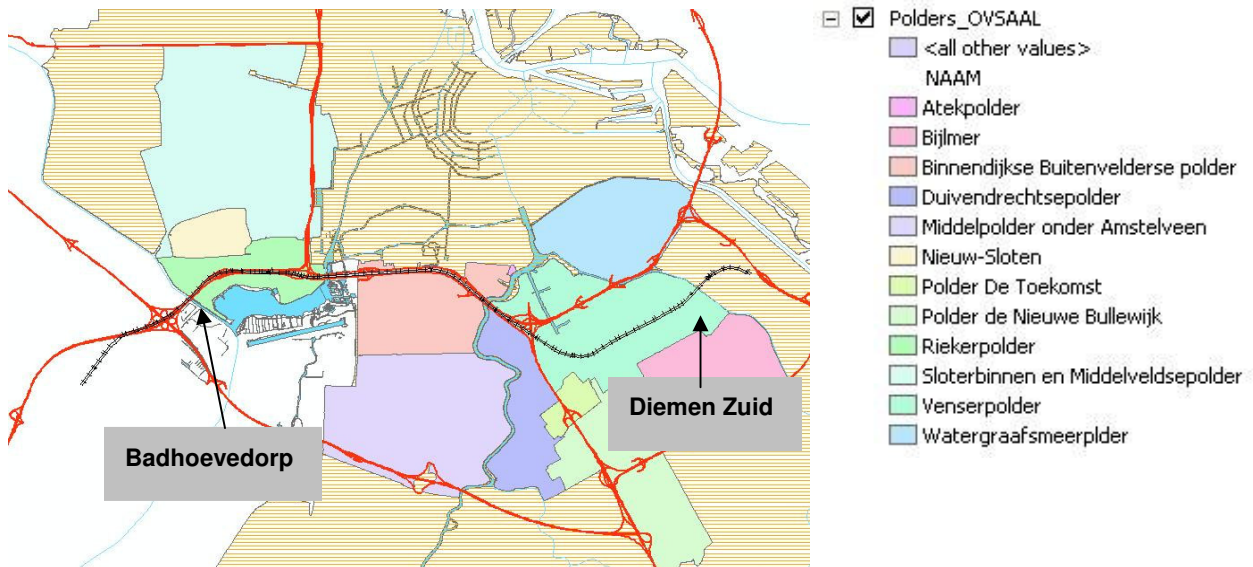 Badhoevedorp
Diemen Zuid
Polders_OVSAAL
<all other values>
NAAM
Atekpolder
Bijlmer
Binnendijkse Buitenvelderse polder
Duivendrechtsepolder
Middelpolder onder Amstelveen
Nieuw-Sloten
Polder De Toekomst
Polder de Nieuwe Bullewijk
Riekerpolder
Sloterbinnen en Middelveldsepolder
Venserpolder
Watergraafsmeerplder